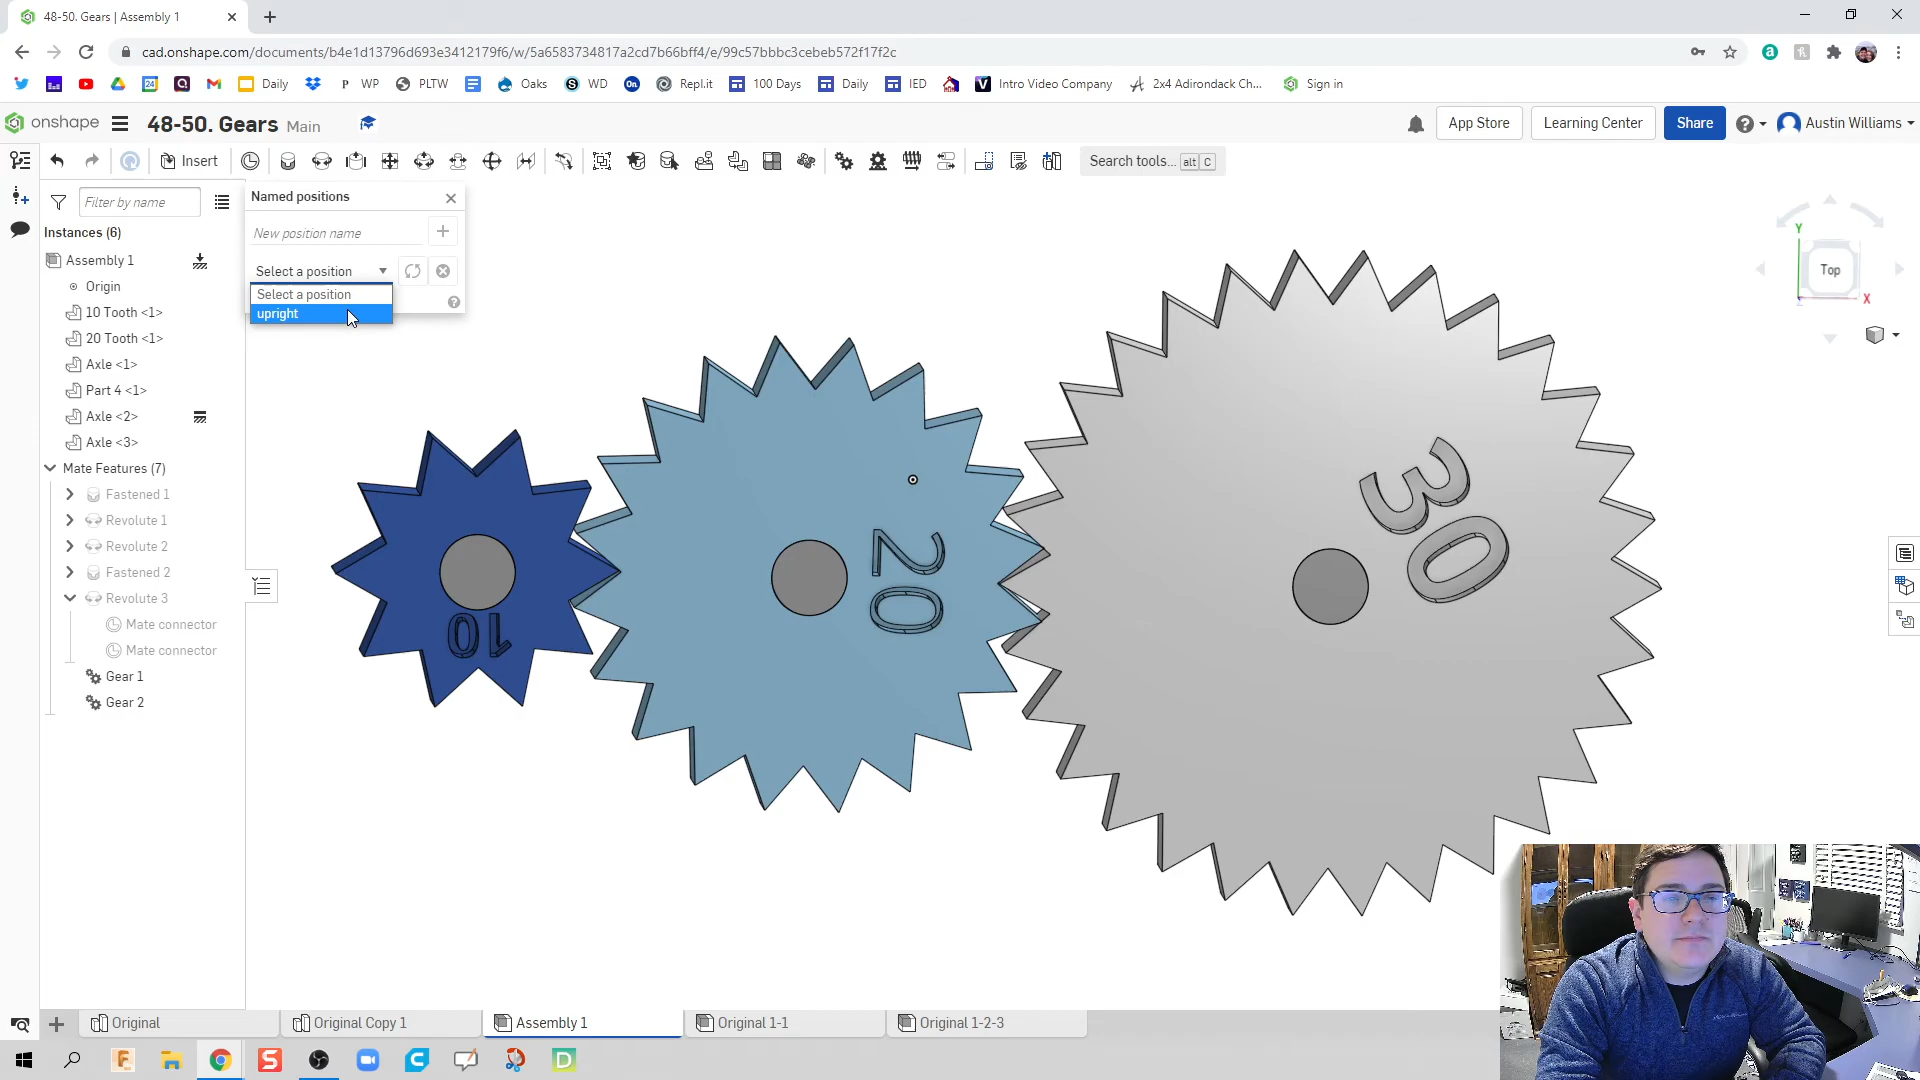 48-50. Gears | Assembly 1
cad.onshape.com/documents/b4e1d13796d693e3412179f6/w/5a6583734817a2cd7b66bff4/e/99c57bbbc3cebeb572f17f2c
Daily
WP
PLTW
Oaks
WD
Repl.it
100 Days
Daily
IED
Intro Video Company
2x4 Adirondack Ch...
Sign in
onshape
48-50. Gears Main
App Store
Learning Center
Share
Austin Williams
Insert
Search tools... alt C
Filter by name
Instances (6)
Assembly 1
Origin
10 Tooth <1>
20 Tooth <1>
Axle <1>
Part 4 <1>
Axle <2>
Axle <3>
Mate Features (7)
Fastened 1
Revolute 1
Revolute 2
Fastened 2
Revolute 3
Mate connector
Mate connector
Gear 1
Gear 2
Named positions
New position name
Select a position
Select a position
upright
10
20
30
Y
Top
X
Original
Original Copy 1
Assembly 1
Original 1-1
Original 1-2-3